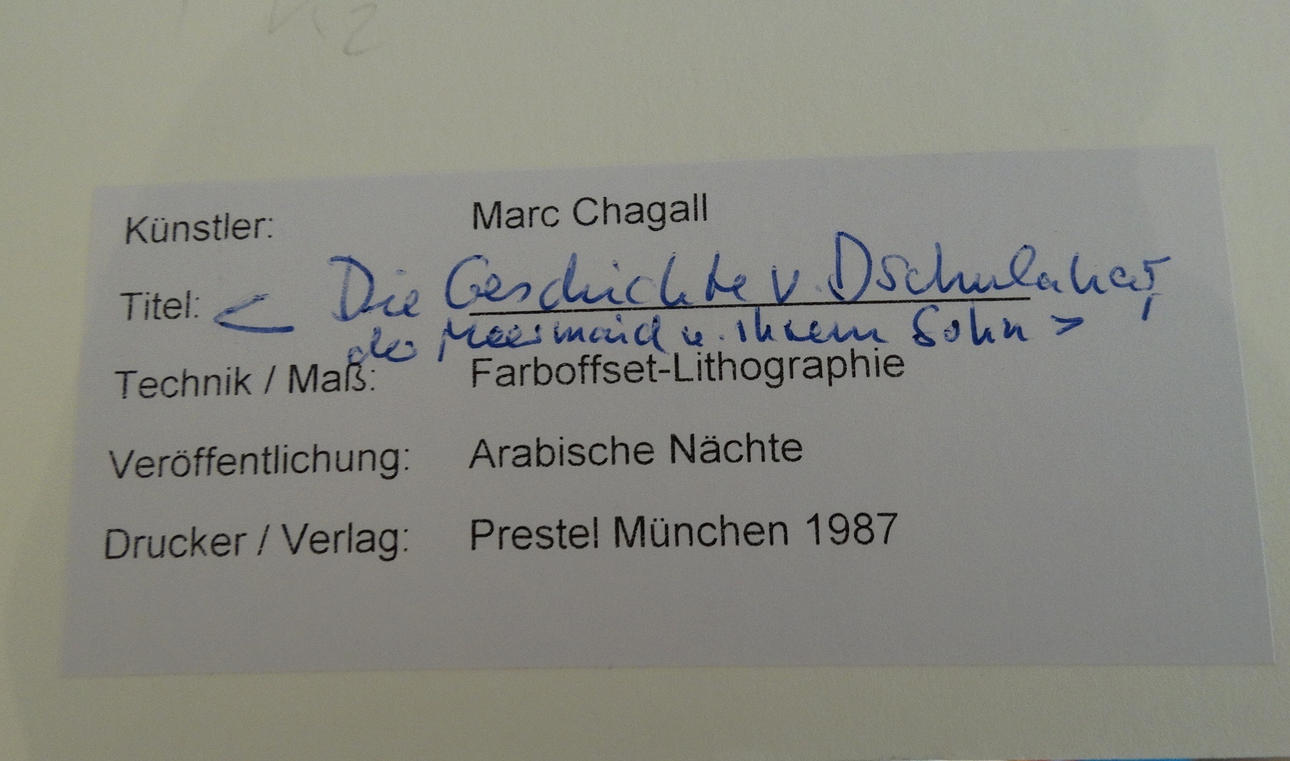 Künstler: Marc Chagall
Titel: < Die Geschichte v. Dschulahar,
der Meermaid u. ihrem Sohn >
Technik / Maß: Farboffset-Lithographie
Veröffentlichung: Arabische Nächte
Drucker / Verlag: Prestel München 1987